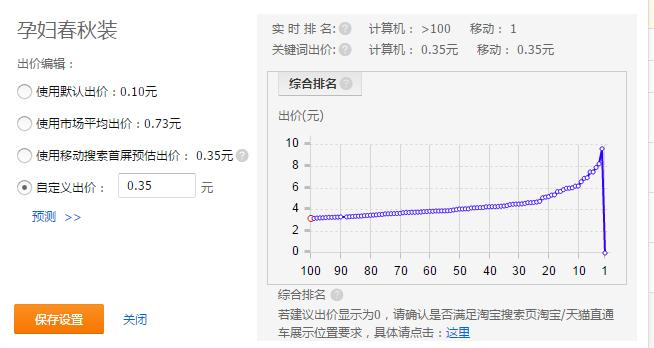 孕妇春秋装
出价编辑：
使用默认出价：0.10元
使用市场平均出价：0.73元
使用移动搜索首屏预估出价： 0.35元 ?
自定义出价： 0.35 元
预测 >>
保存设置 关闭
实 时 排 名: ? 计算机： >100 移动： 1
关键词出价: ? 计算机： 0.35元 移动： 0.35元
综合排名 ?
出价(元)
10
8
6
4
2
0
100 90 80 70 60 50 40 30 20 10 1
综合排名 ?
若建议出价显示为0，请确认是否满足淘宝搜索页淘宝/天猫直通
车展示位置要求，具体请点击：这里